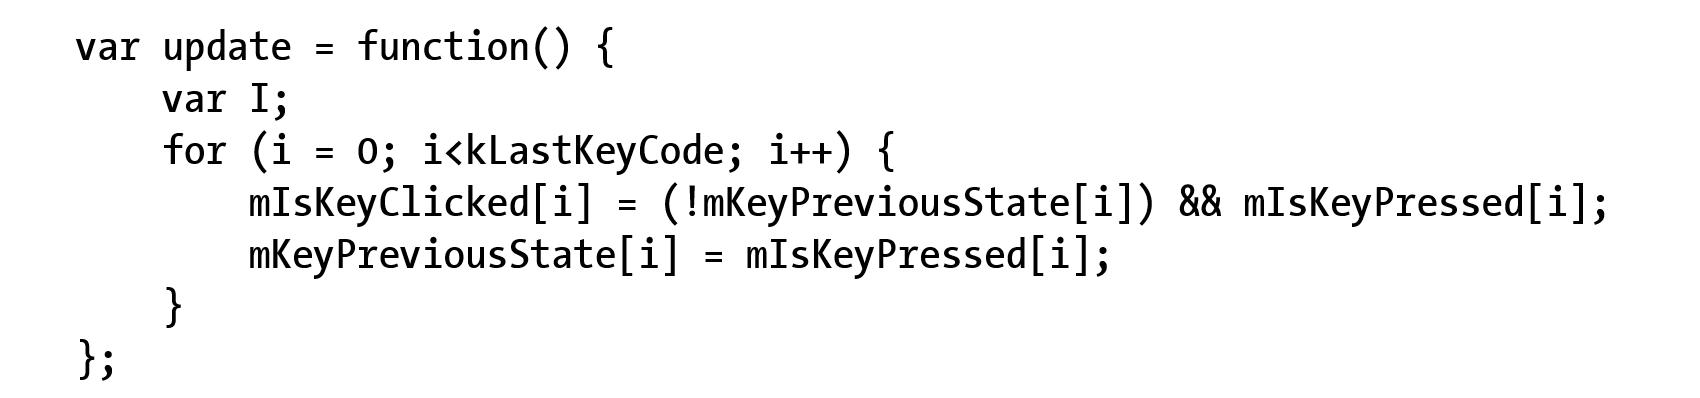 var update = function() {
    var I;
    for (i = 0; i<kLastKeyCode; i++) {
        mIsKeyClicked[i] = (!mKeyPreviousState[i]) && mIsKeyPressed[i];
        mKeyPreviousState[i] = mIsKeyPressed[i];
    }
};